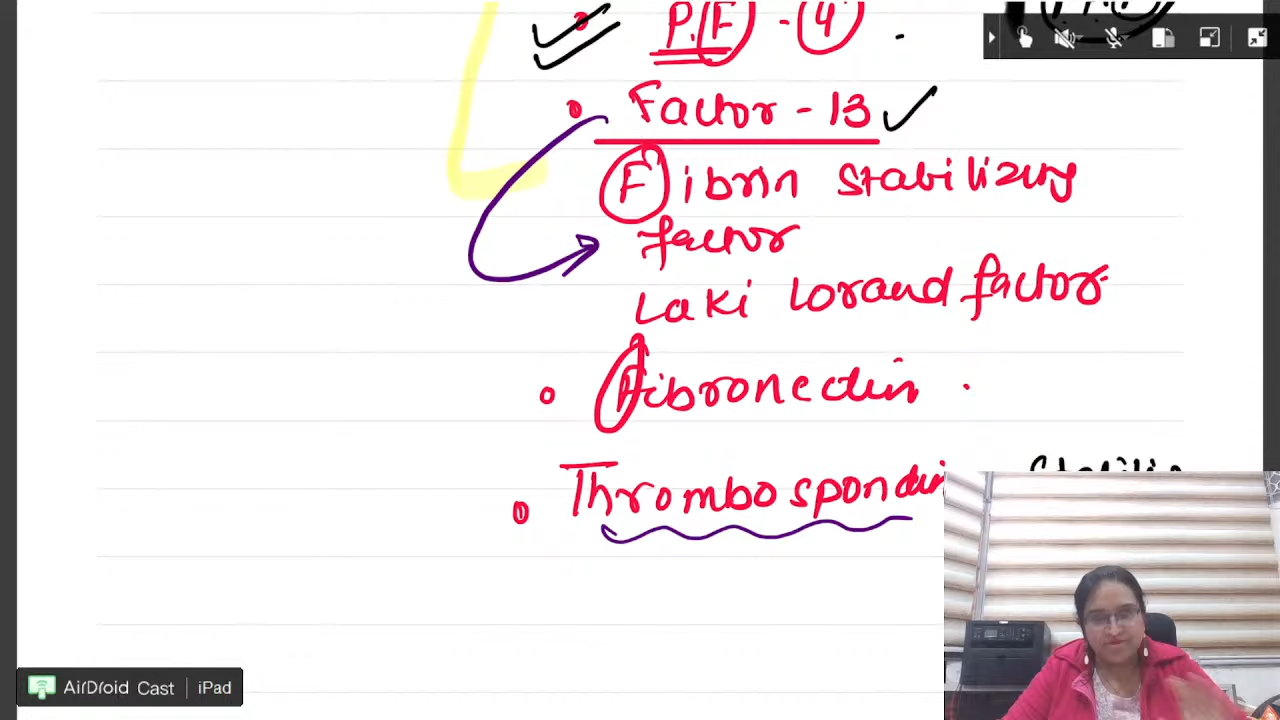 P.F - 4
Factor - 13
Fibrin stabilizing
factor
Laki lorand factor
Fibronectin
Thrombospondin
AirDroid Cast iPad